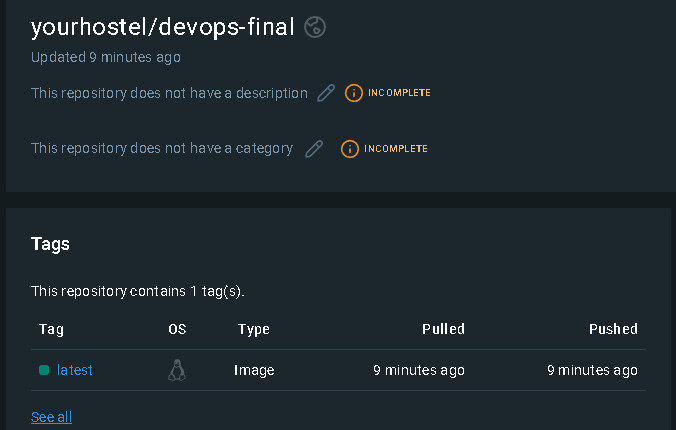 yourhostel/devops-final
Updated 9 minutes ago
This repository does not have a description INCOMPLETE
This repository does not have a category INCOMPLETE
Tags
This repository contains 1 tag(s).
Tag OS Type Pulled Pushed
latest Image 9 minutes ago 9 minutes ago
See all